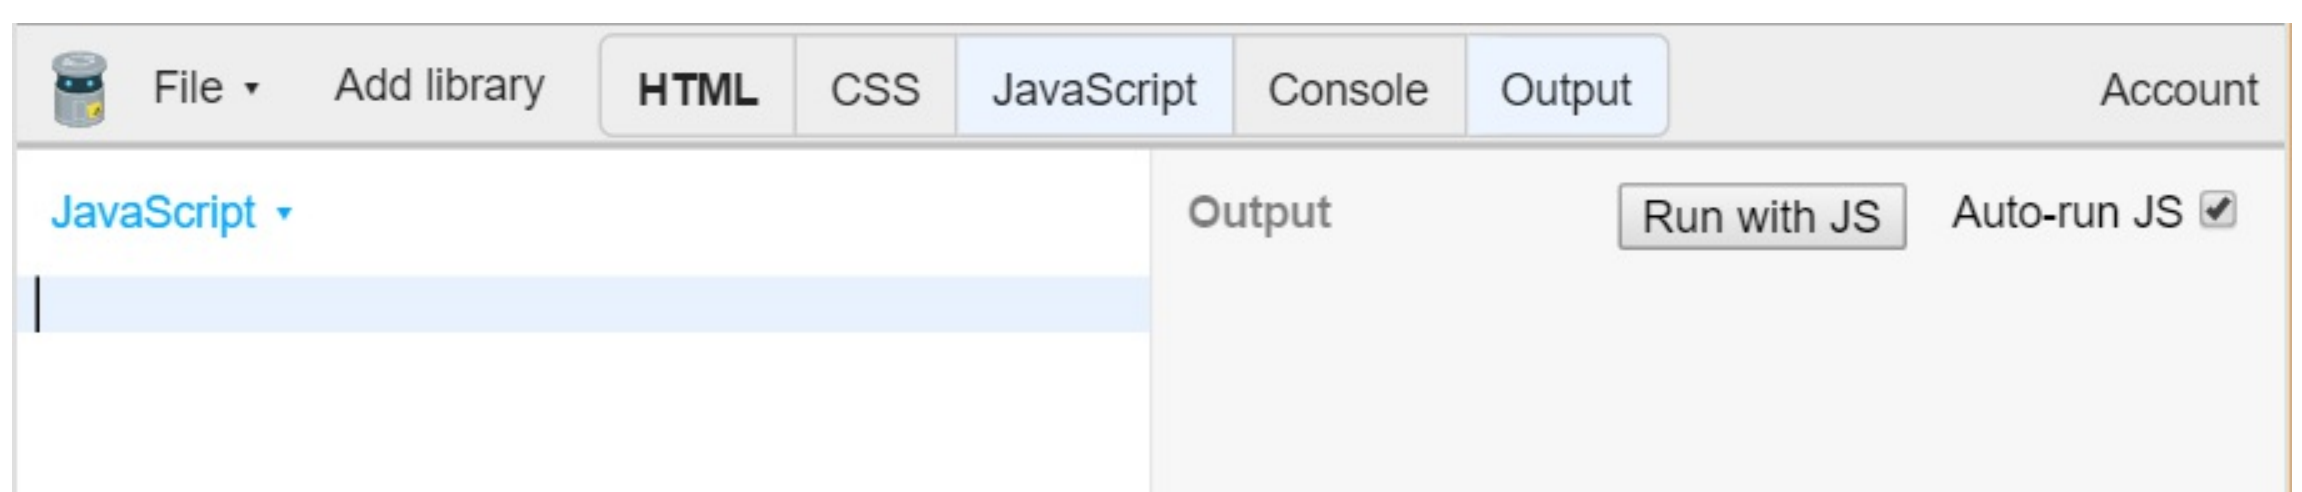 File Add library HTML CSS JavaScript Console Output Account
JavaScript Output Run with JS Auto-run JS